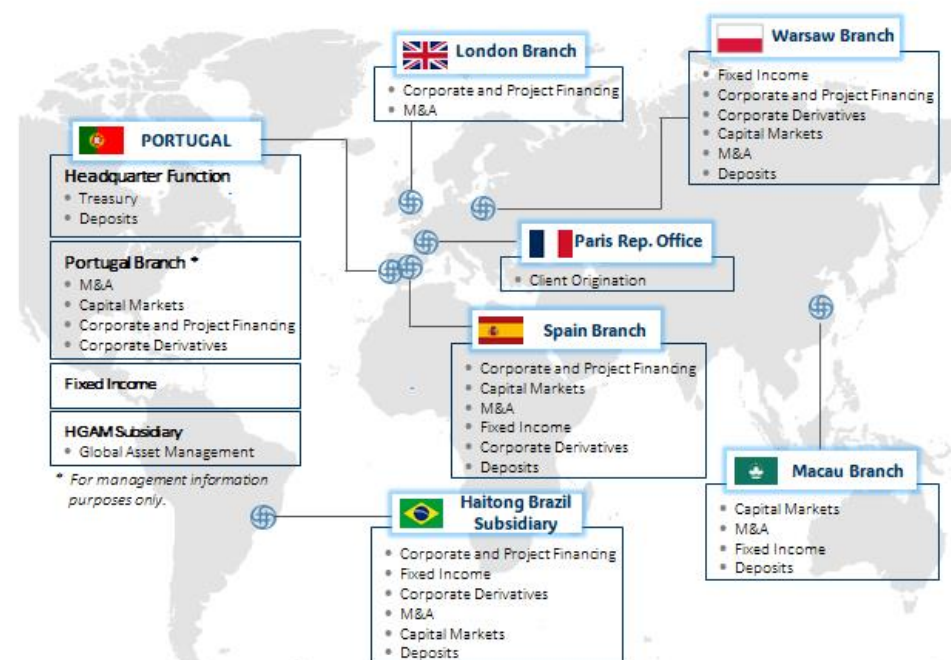 London Branch
• Corporate and Project Financing
• M&A
Warsaw Branch
• Fixed Income
• Corporate and Project Financing
• Corporate Derivatives
• Capital Markets
• M&A
• Deposits
PORTUGAL
Headquarter Function
• Treasury
• Deposits
Portugal Branch *
• M&A
• Capital Markets
• Corporate and Project Financing
• Corporate Derivatives
Fixed Income
HGAM Subsidiary
• Global Asset Management
* For management information
purposes only.
Paris Rep. Office
• Client Origination
Spain Branch
• Corporate and Project Financing
• Capital Markets
• M&A
• Fixed Income
• Corporate Derivatives
• Deposits
Macau Branch
• Capital Markets
• M&A
• Fixed Income
• Deposits
Haitong Brazil
Subsidiary
• Corporate and Project Financing
• Fixed Income
• Corporate Derivatives
• M&A
• Capital Markets
• Deposits